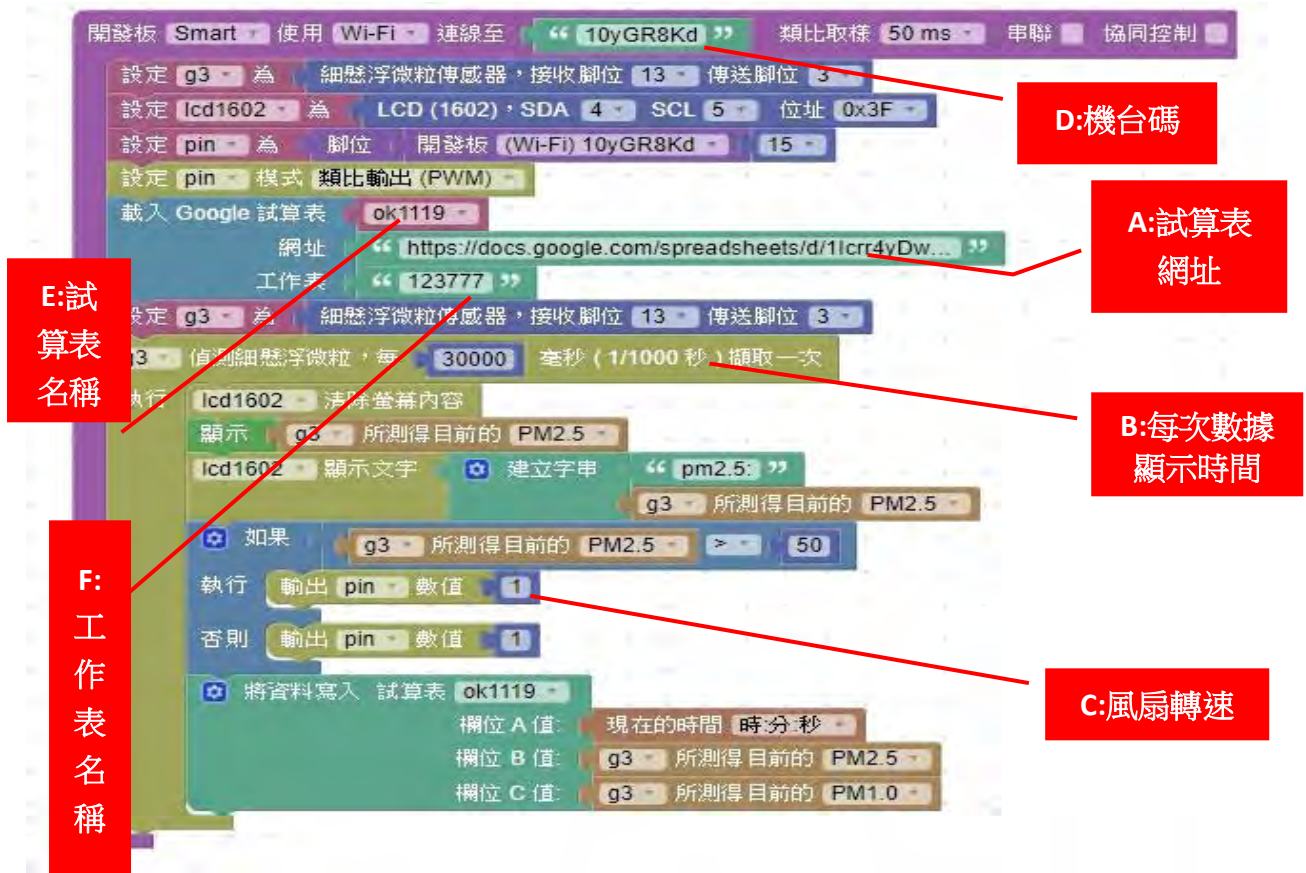 開發板 Smart 使用 Wi-Fi 連線至 “ 10yGR8Kd ” 類比取樣 50 ms 串聯 協同控制
設定 g3 為 細懸浮微粒傳感器，接收腳位 13 傳送腳位 3
D:機台碼
設定 lcd1602 為 LCD (1602)，SDA 4 SCL 5 位址 0x3F
設定 pin 為 腳位 開發板 (Wi-Fi) 10yGR8Kd 15
設定 pin 模式 類比輸出 (PWM)
載入 Google 試算表 ok1119
網址 “ https://docs.google.com/spreadsheets/d/1Icrr4yDw... ”
A:試算表
網址
工作表 “ 123777 ”
E:試
算表
名稱
設定 g3 為 細懸浮微粒傳感器，接收腳位 13 傳送腳位 3
g3 偵測細懸浮微粒，每 30000 毫秒 ( 1/1000 秒 ) 擷取一次
執行 lcd1602 清除螢幕內容
顯示 g3 所測得目前的 PM2.5
B:每次數據
顯示時間
lcd1602 顯示文字 建立字串 “ pm2.5: ”
g3 所測得目前的 PM2.5
如果 g3 所測得目前的 PM2.5 > 50
執行 輸出 pin 數值 1
否則 輸出 pin 數值 1
F:
工
作
表
名
稱
C:風扇轉速
將資料寫入 試算表 ok1119
欄位 A 值: 現在的時間 時:分:秒
欄位 B 值: g3 所測得目前的 PM2.5
欄位 C 值: g3 所測得目前的 PM1.0